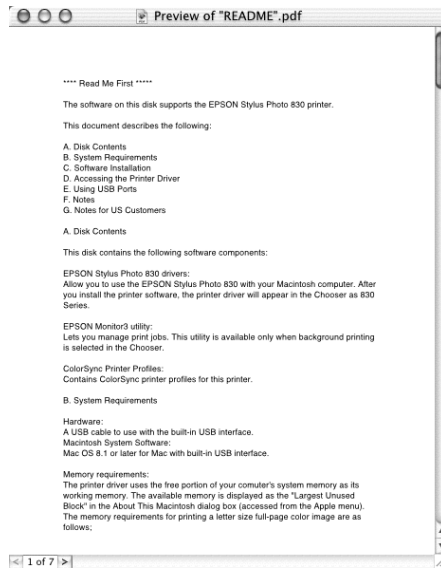 Preview of "README".pdf
**** Read Me First *****
The software on this disk supports the EPSON Stylus Photo 830 printer.
This document describes the following:
A. Disk Contents
B. System Requirements
C. Software Installation
D. Accessing the Printer Driver
E. Using USB Ports
F. Notes
G. Notes for US Customers
A. Disk Contents
This disk contains the following software components:
EPSON Stylus Photo 830 drivers:
Allow you to use the EPSON Stylus Photo 830 with your Macintosh computer. After
you install the printer software, the printer driver will appear in the Chooser as 830
Series.
EPSON Monitor3 utility:
Lets you manage print jobs. This utility is available only when background printing
is selected in the Chooser.
ColorSync Printer Profiles:
Contains ColorSync printer profiles for this printer.
B. System Requirements
Hardware:
A USB cable to use with the built-in USB interface.
Macintosh System Software:
Mac OS 8.1 or later for Mac with built-in USB interface.
Memory requirements:
The printer driver uses the free portion of your comuter's system memory as its
working memory. The available memory is displayed as the "Largest Unused
Block" in the About This Macintosh dialog box (accessed from the Apple menu).
The memory requirements for printing a letter size full-page color image are as
follows;
1 of 7